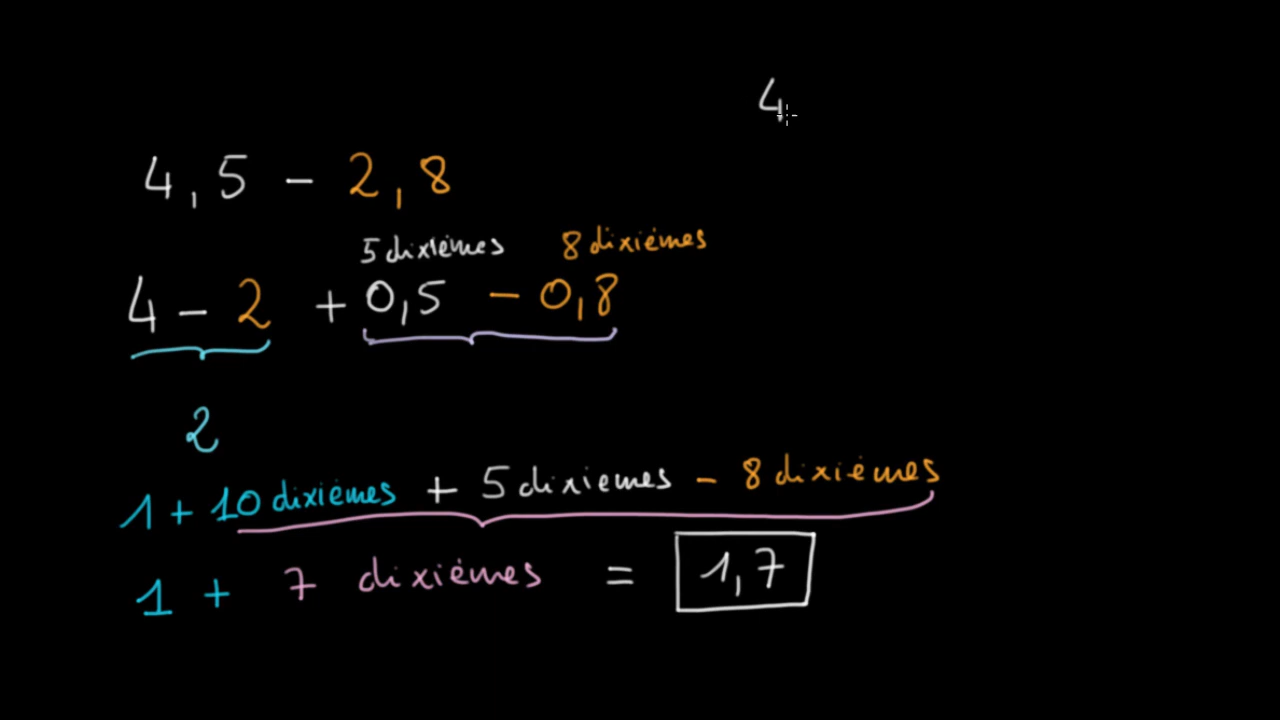 4
4,5 - 2,8
5 dixièmes 8 dixièmes
4 - 2 + 0,5 - 0,8
2
1 + 10 dixièmes + 5 dixièmes - 8 dixièmes
1 + 7 dixièmes = 1,7